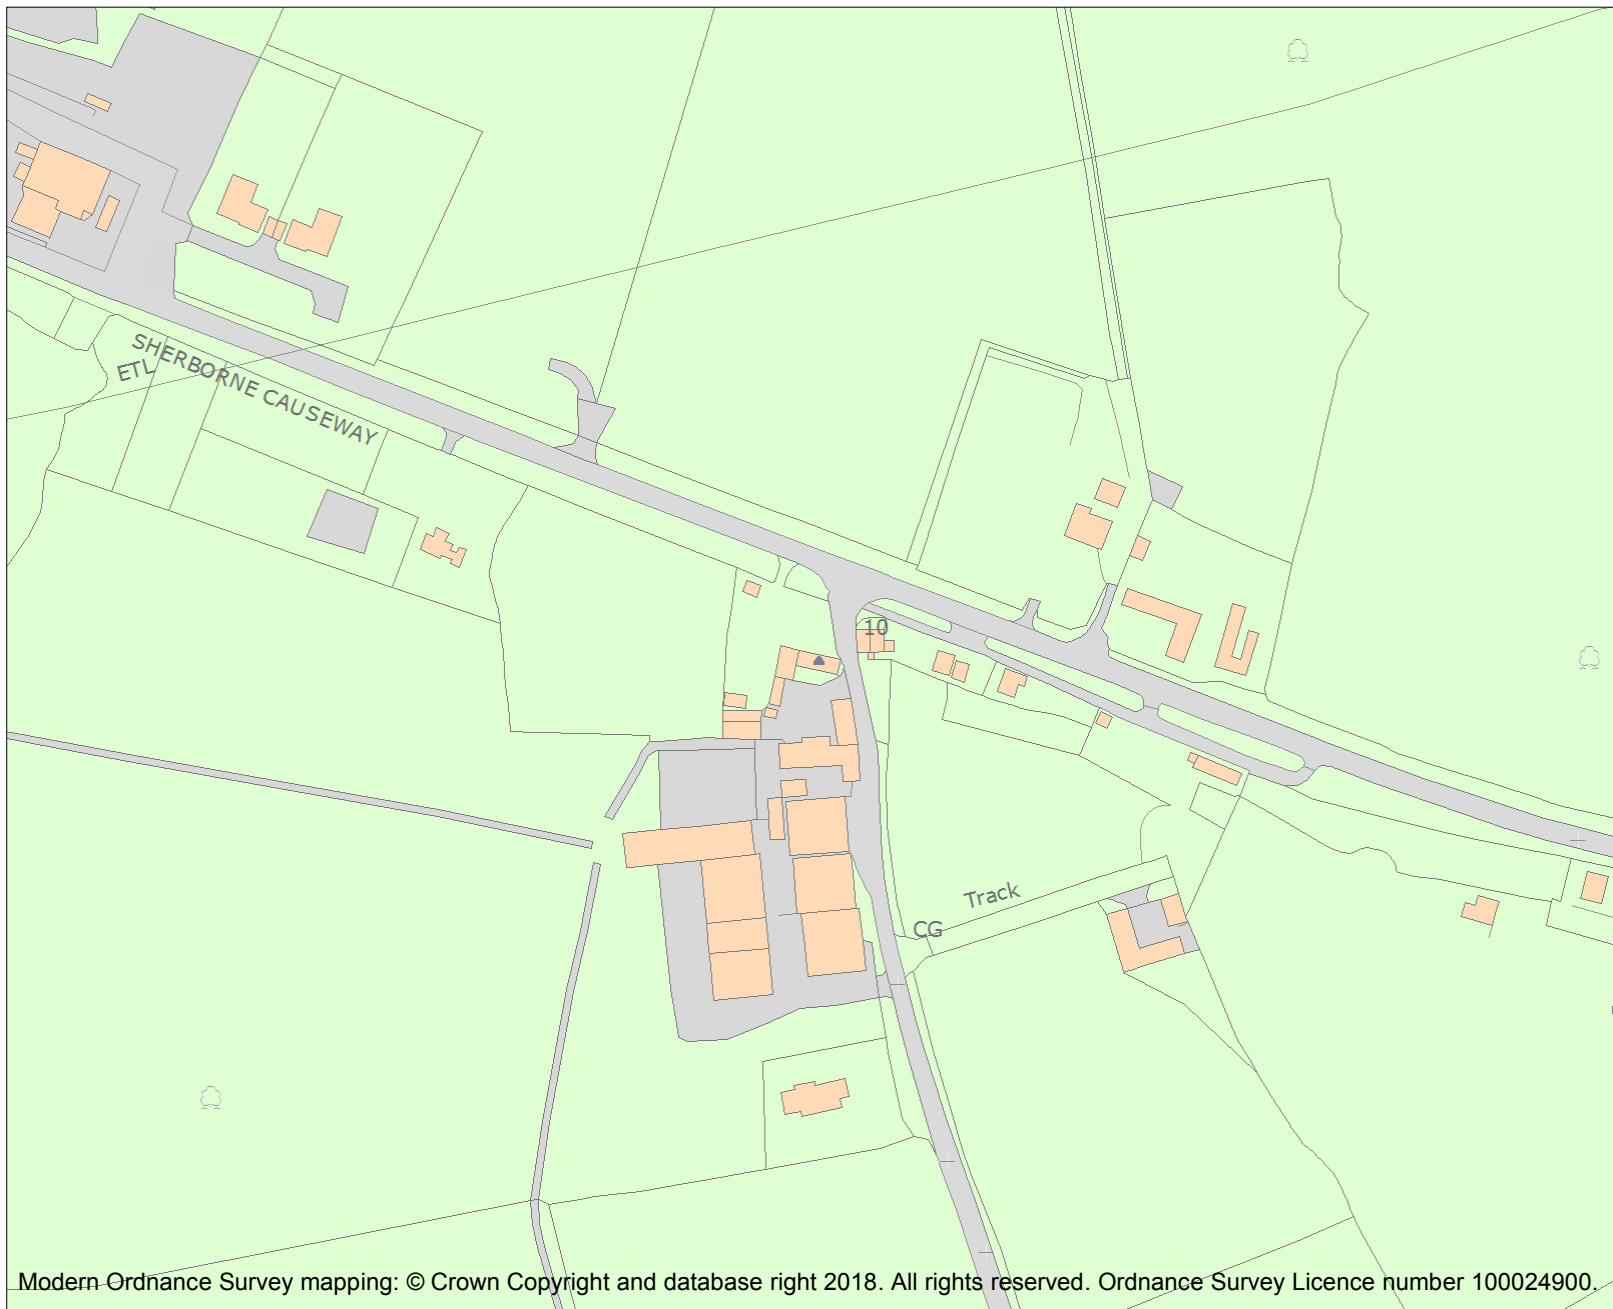 SHERBORNE CAUSEWAY
ETL
10
Track
CG
Modern Ordnance Survey mapping: © Crown Copyright and database right 2018. All rights reserved. Ordnance Survey Licence number 100024900.